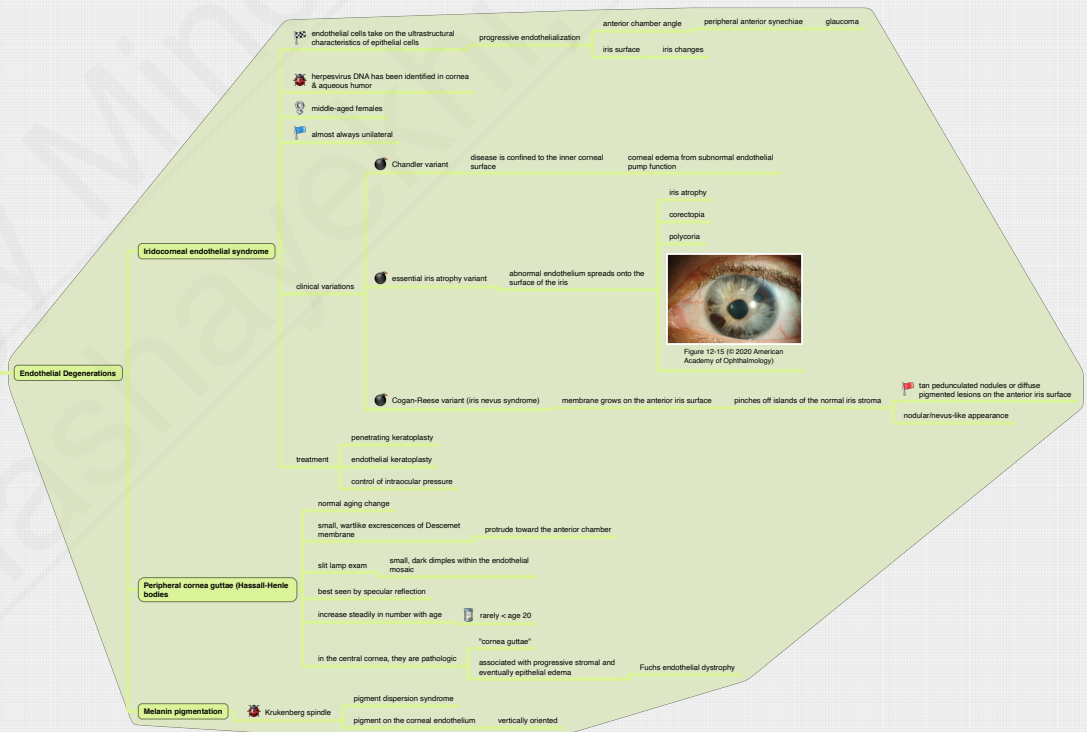 Endothelial Degenerations
Iridocorneal endothelial syndrome
endothelial cells take on the ultrastructural
characteristics of epithelial cells
progressive endothelialization
anterior chamber angle
peripheral anterior synechiae
glaucoma
iris surface
iris changes
herpesvirus DNA has been identified in cornea
& aqueous humor
middle-aged females
almost always unilateral
clinical variations
Chandler variant
disease is confined to the inner corneal
surface
corneal edema from subnormal endothelial
pump function
essential iris atrophy variant
abnormal endothelium spreads onto the
surface of the iris
iris atrophy
corectopia
polycoria
Figure 12-15 (© 2020 American
Academy of Ophthalmology)
Cogan-Reese variant (iris nevus syndrome)
membrane grows on the anterior iris surface
pinches off islands of the normal iris stroma
tan pedunculated nodules or diffuse
pigmented lesions on the anterior iris surface
nodular/nevus-like appearance
treatment
penetrating keratoplasty
endothelial keratoplasty
control of intraocular pressure
Peripheral cornea guttae (Hassall-Henle
bodies
normal aging change
small, wartlike excrescences of Descemet
membrane
protrude toward the anterior chamber
slit lamp exam
small, dark dimples within the endothelial
mosaic
best seen by specular reflection
increase steadily in number with age
rarely < age 20
in the central cornea, they are pathologic
"cornea guttae"
associated with progressive stromal and
eventually epithelial edema
Fuchs endothelial dystrophy
Melanin pigmentation
Krukenberg spindle
pigment dispersion syndrome
pigment on the corneal endothelium
vertically oriented